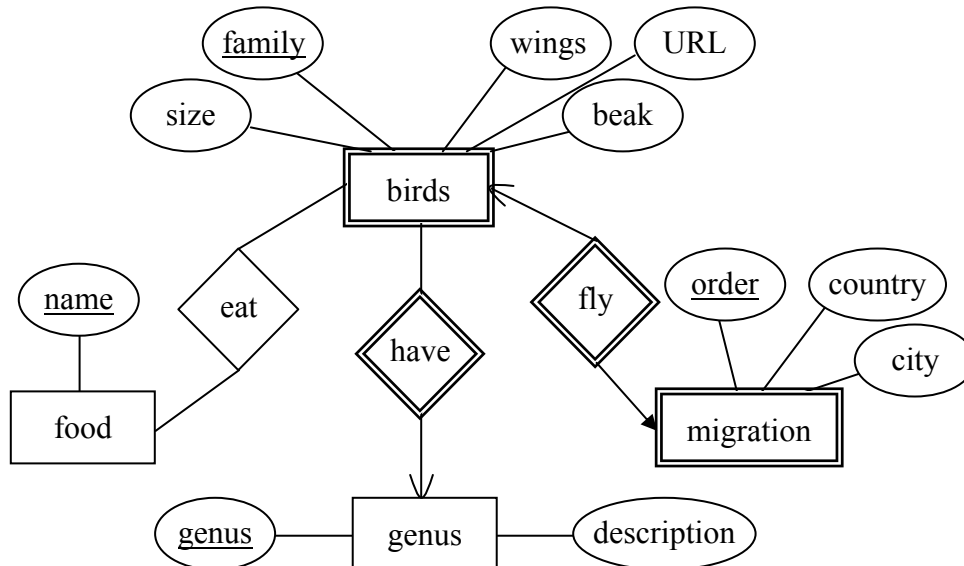 family
wings
URL
size
beak
birds
name
eat
fly
order
country
have
city
food
migration
genus
genus
description